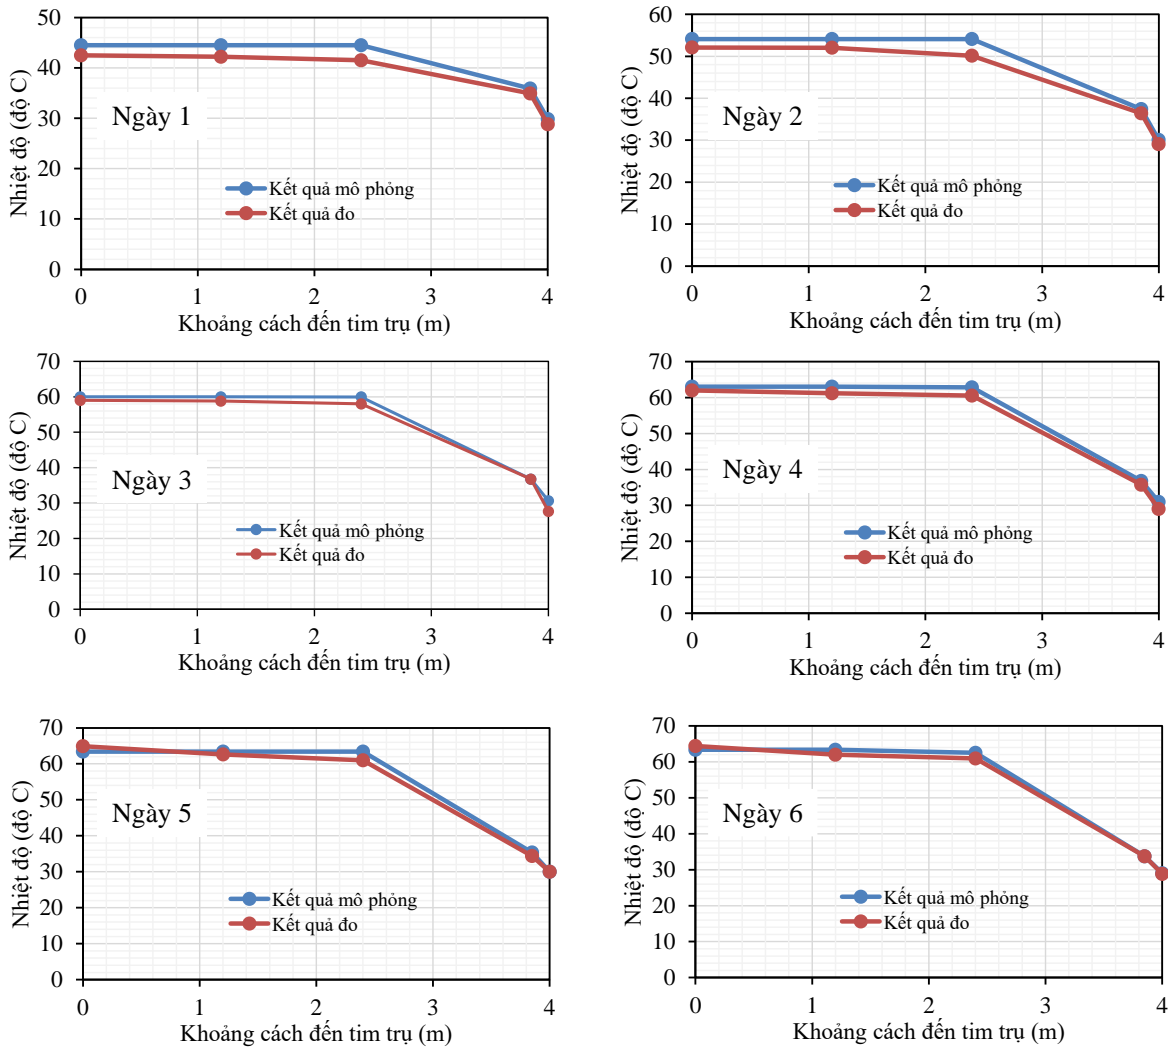 50
40
30
20
10
0
Nhiệt độ (độ C)
Ngày 1
Kết quả mô phỏng
Kết quả đo
0 1 2 3 4
Khoảng cách đến tim trụ (m)
60
50
40
30
20
10
0
Nhiệt độ (độ C)
Ngày 2
Kết quả mô phỏng
Kết quả đo
0 1 2 3 4
Khoảng cách đến tim trụ (m)
70
60
50
40
30
20
10
0
Nhiệt độ (độ C)
Ngày 3
Kết quả mô phỏng
Kết quả đo
0 1 2 3 4
Khoảng cách đến tim trụ (m)
70
60
50
40
30
20
10
0
Nhiệt độ (độ C)
Ngày 4
Kết quả mô phỏng
Kết quả đo
0 1 2 3 4
Khoảng cách đến tim trụ (m)
70
60
50
40
30
20
10
0
Nhiệt độ (độ C)
Ngày 5
Kết quả mô phỏng
Kết quả đo
0 1 2 3 4
Khoảng cách đến tim trụ (m)
70
60
50
40
30
20
10
0
Nhiệt độ (độ C)
Ngày 6
Kết quả mô phỏng
Kết quả đo
0 1 2 3 4
Khoảng cách đến tim trụ (m)